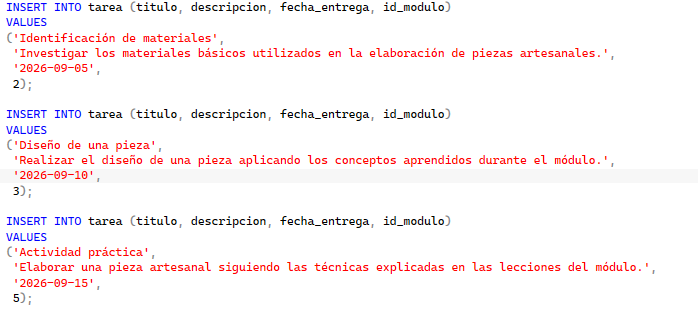 INSERT INTO tarea (titulo, descripcion, fecha_entrega, id_modulo)
VALUES
('Identificación de materiales',
'Investigar los materiales básicos utilizados en la elaboración de piezas artesanales.',
'2026-09-05',
2);
INSERT INTO tarea (titulo, descripcion, fecha_entrega, id_modulo)
VALUES
('Diseño de una pieza',
'Realizar el diseño de una pieza aplicando los conceptos aprendidos durante el módulo.',
'2026-09-10',
3);
INSERT INTO tarea (titulo, descripcion, fecha_entrega, id_modulo)
VALUES
('Actividad práctica',
'Elaborar una pieza artesanal siguiendo las técnicas explicadas en las lecciones del módulo.',
'2026-09-15',
5);